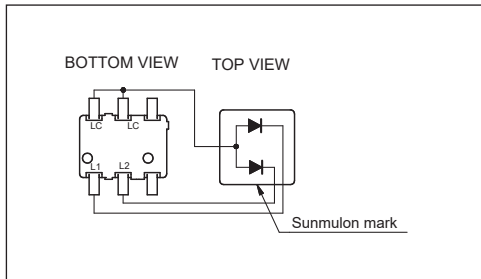 BOTTOM VIEW TOP VIEW
LC LC
L1 L2
Sunmulon mark